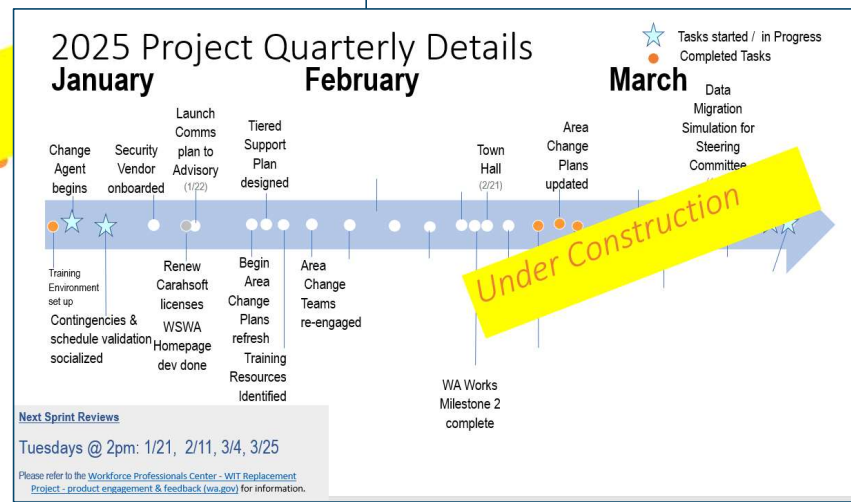 2025 Project Quarterly Details
Tasks started / in Progress
Completed Tasks
January
February
March
Change
Agent
begins
Security
Vendor
onboarded
Launch
Comms
plan to
Advisory
(1/22)
Tiered
Support
Plan
designed
Town
Hall
(2/21)
Area
Change
Plans
updated
Data
Migration
Simulation for
Steering
Committee
Under Construction
Training
Environment
set up
Contingencies &
schedule validation
socialized
Renew
Carahsoft
licenses
WSWA
Homepage
dev done
Begin
Area
Change
Plans
refresh
Training
Resources
Identified
Area
Change
Teams
re-engaged
WA Works
Milestone 2
complete
Next Sprint Reviews
Tuesdays @ 2pm: 1/21, 2/11, 3/4, 3/25
Please refer to the Workforce Professionals Center - WIT Replacement
Project - product engagement & feedback (wa.gov) for information.